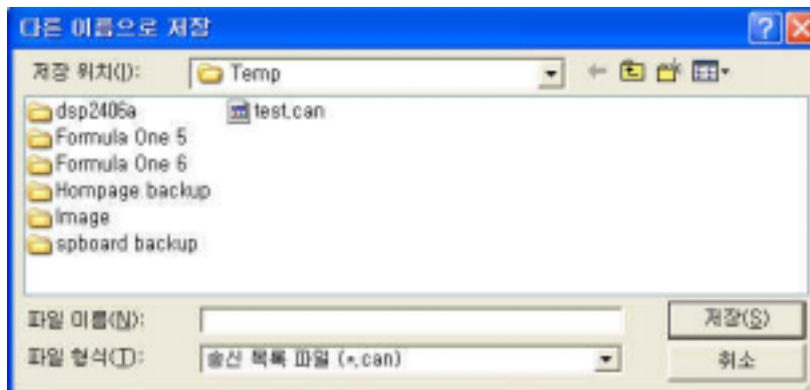 다른 이름으로 저장
저장 위치(I): Temp
dsp2406a test.can
Formula One 5
Formula One 6
Hompage backup
Image
spboard backup
파일 이름(N): 저장(S)
파일 형식(T): 송신 목록 파일 (*.can) 취소